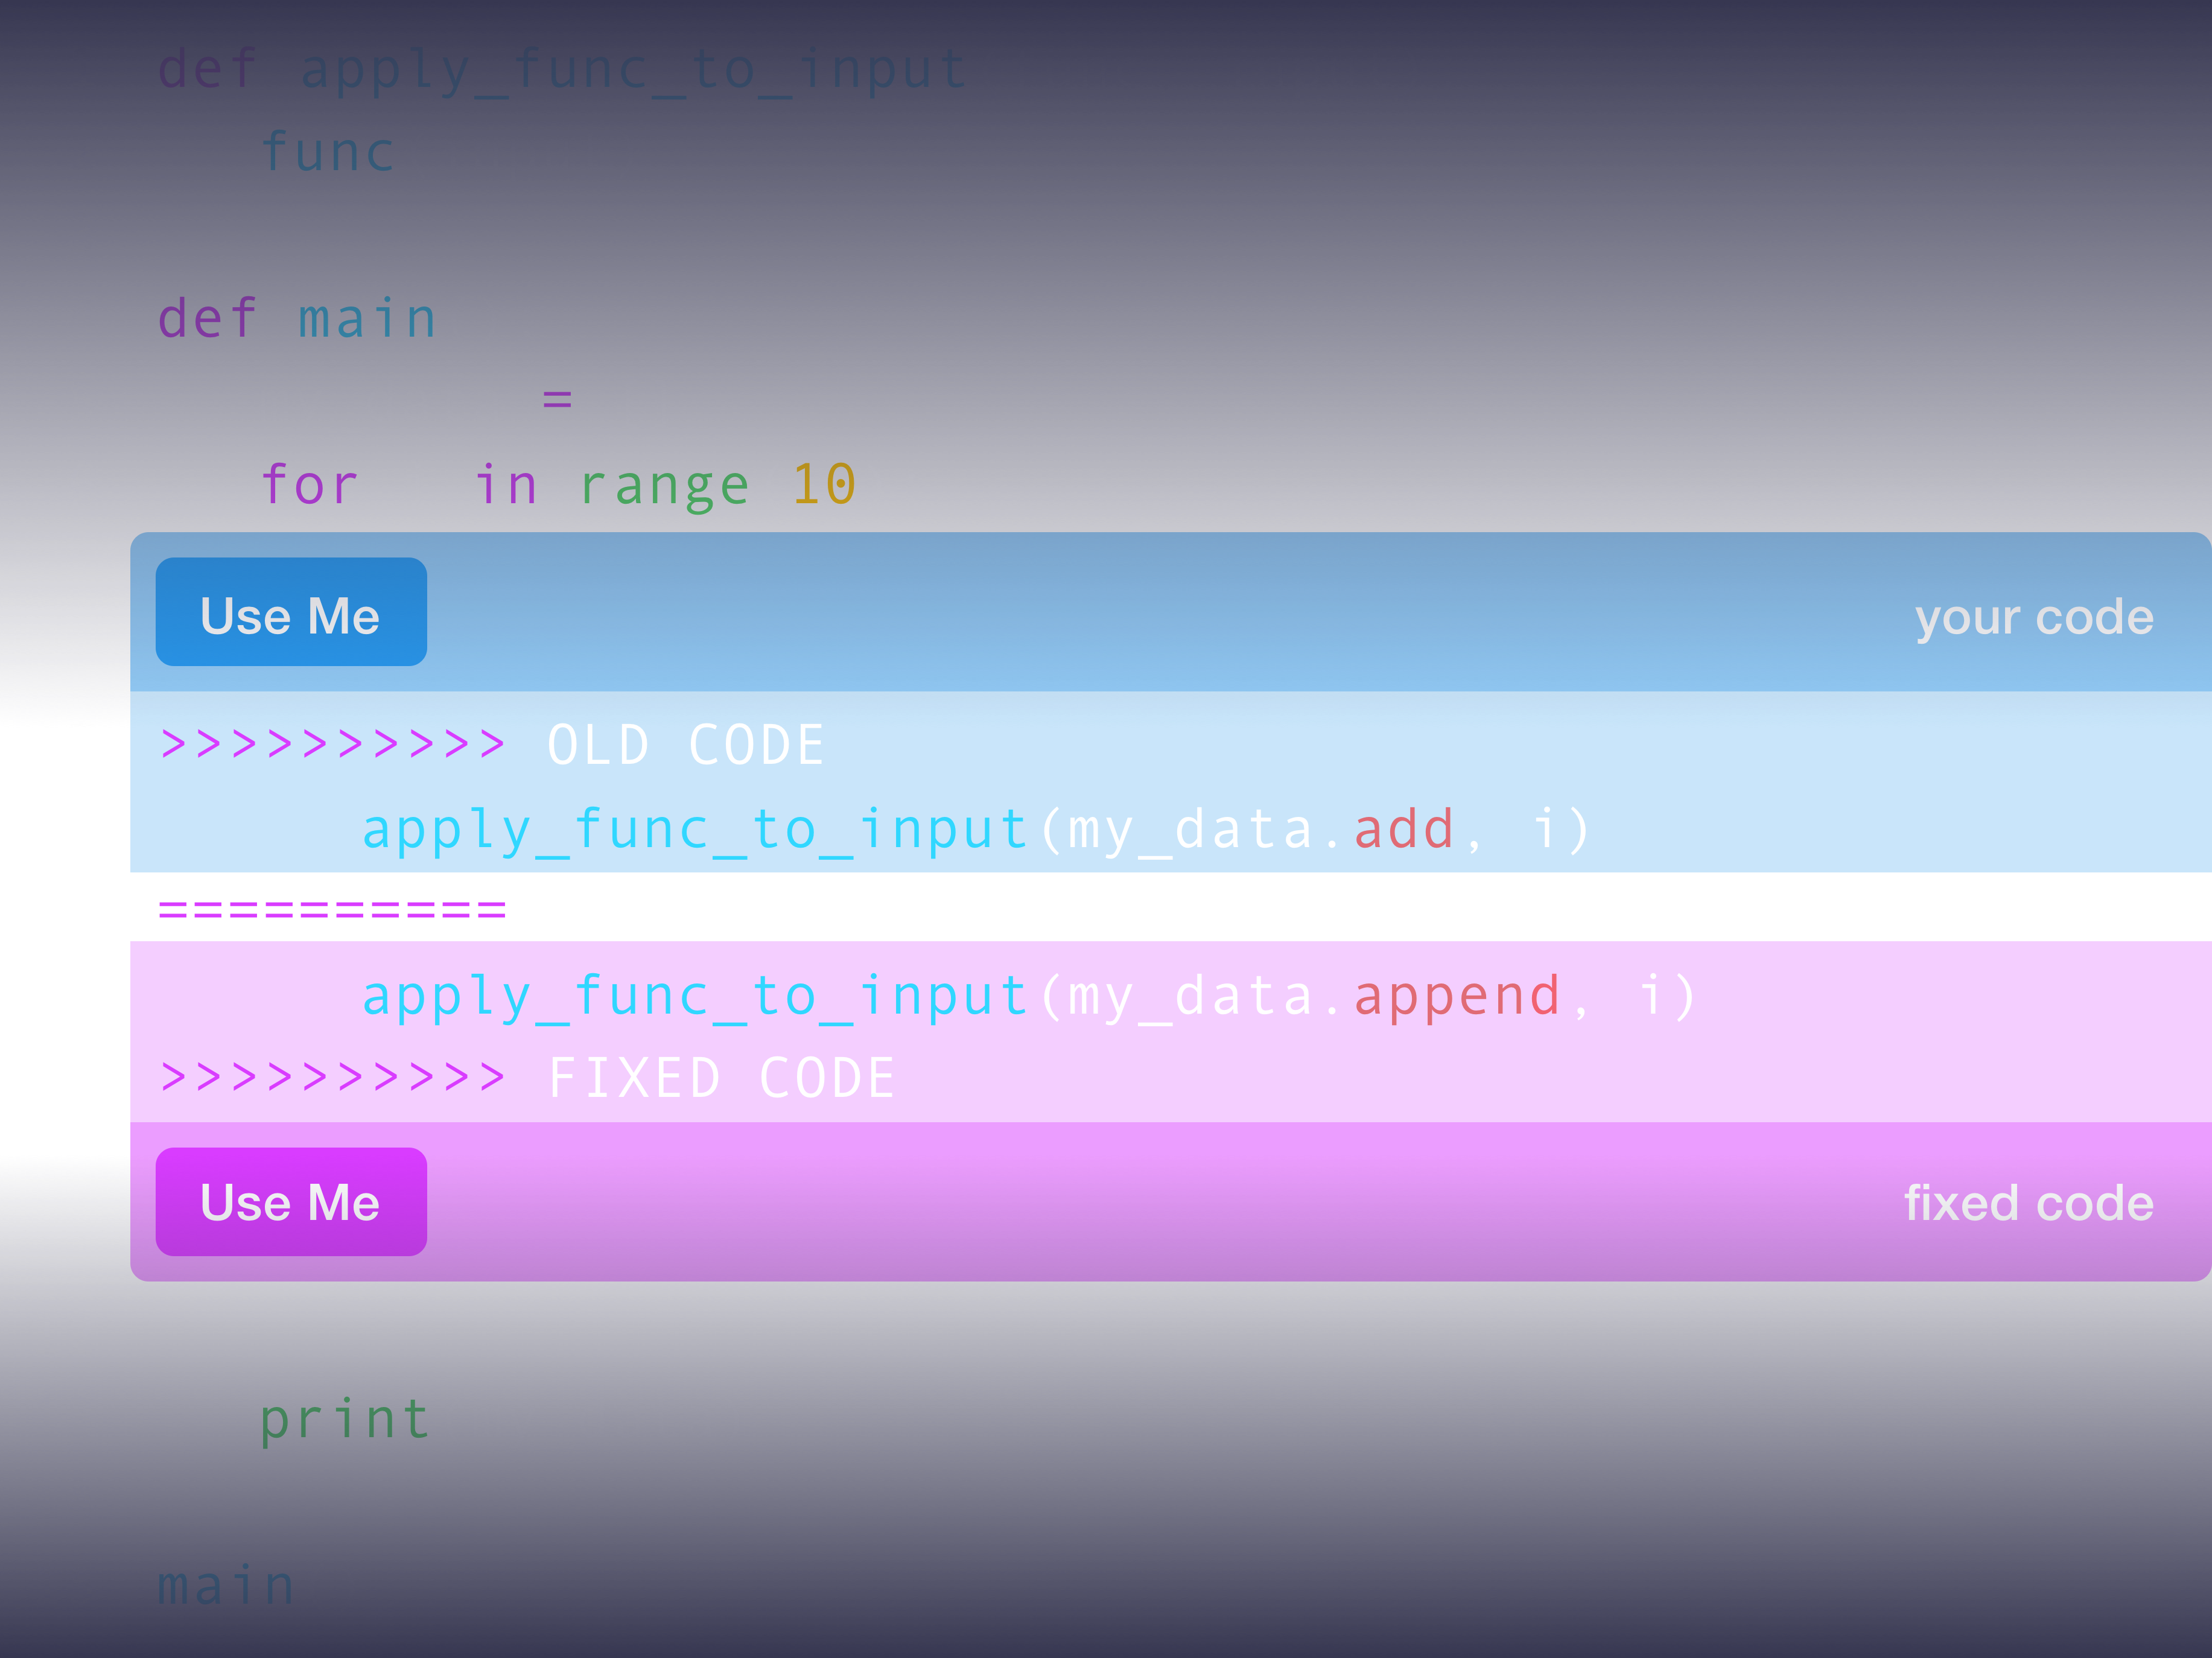 def apply_func_to_input
func
def main
=
for in range 10
Use Me your code
>>>>>>>>>> OLD CODE
apply_func_to_input(my_data.add, i)
==========
apply_func_to_input(my_data.append, i)
>>>>>>>>>> FIXED CODE
Use Me fixed code
print
main